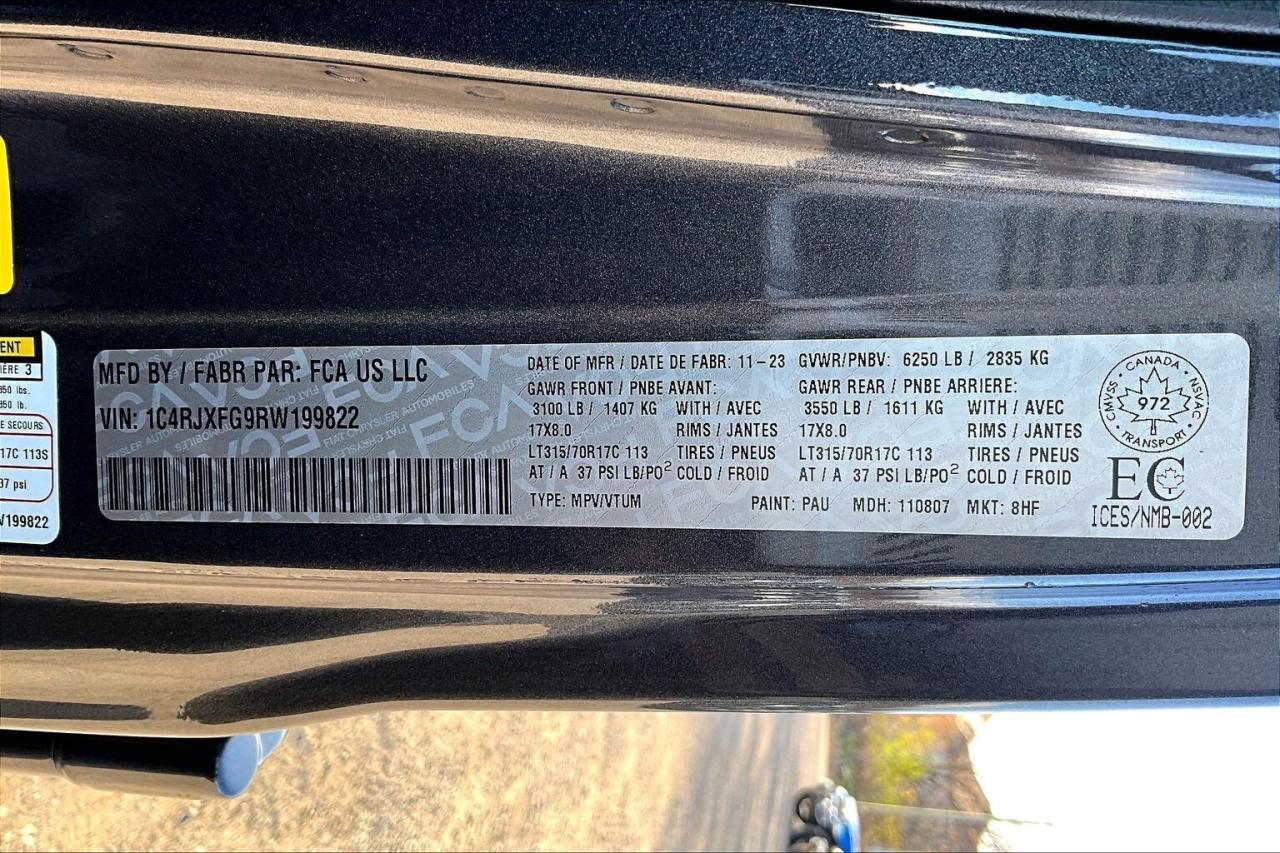 ENT
IÈRE 3
350 lbs.
350 lb.
E SECOURS
17C 113S
37 psi
V199822
MFD BY / FABR PAR: FCA US LLC
VIN: 1C4RJXFG9RW199822
DATE OF MFR / DATE DE FABR: 11-23 GVWR/PNBV: 6250 LB / 2835 KG
GAWR FRONT / PNBE AVANT: GAWR REAR / PNBE ARRIERE:
3100 LB / 1407 KG WITH / AVEC 3550 LB / 1611 KG WITH / AVEC
17X8.0 RIMS / JANTES 17X8.0 RIMS / JANTES
LT315/70R17C 113 TIRES / PNEUS LT315/70R17C 113 TIRES / PNEUS
AT / A 37 PSI LB/PO² COLD / FROID AT / A 37 PSI LB/PO² COLD / FROID
TYPE: MPV/VTUM PAINT: PAU MDH: 110807 MKT: 8HF
CANADA
CMVSS NSVAC
972
TRANSPORT
EC
ICES/NMB-002